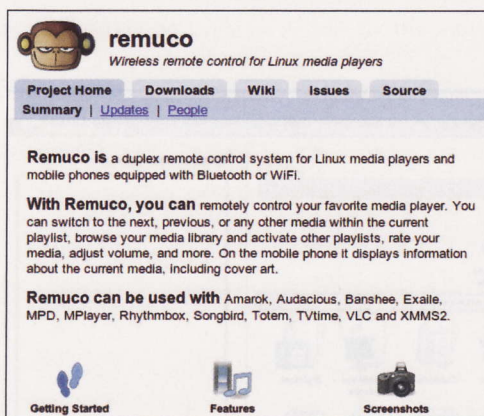 remuco
Wireless remote control for Linux media players
Project Home Downloads Wiki Issues Source
Summary | Updates | People
Remuco is a duplex remote control system for Linux media players and
mobile phones equipped with Bluetooth or WiFi.
With Remuco, you can remotely control your favorite media player. You
can switch to the next, previous, or any other media within the current
playlist, browse your media library and activate other playlists, rate your
media, adjust volume, and more. On the mobile phone it displays information
about the current media, including cover art.
Remuco can be used with Amarok, Audacious, Banshee, Exaile,
MPD, MPlayer, Rhythmbox, Songbird, Totem, TVtime, VLC and XMMS2.
Getting Started Features Screenshots